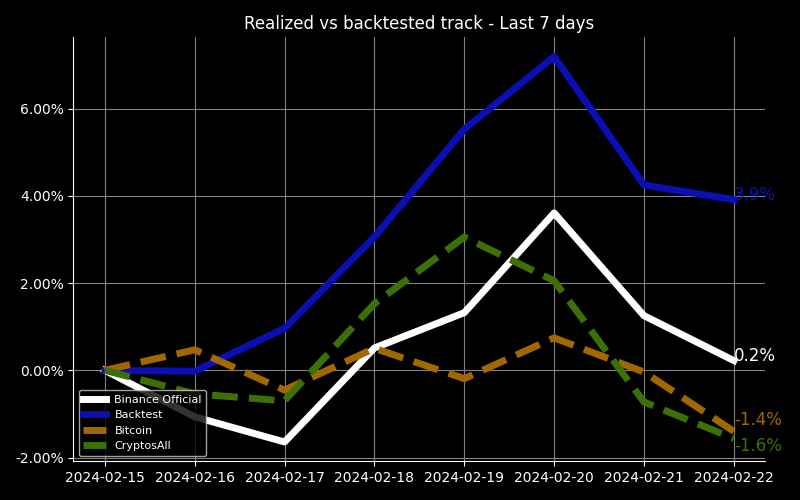 Realized vs backtested track - Last 7 days
6.00%
4.00%
3.9%
2.00%
0.2%
0.00%
Binance Official
Backtest
Bitcoin
CryptosAll
-1.4%
-1.6%
-2.00%
2024-02-15 2024-02-16 2024-02-17 2024-02-18 2024-02-19 2024-02-20 2024-02-21 2024-02-22